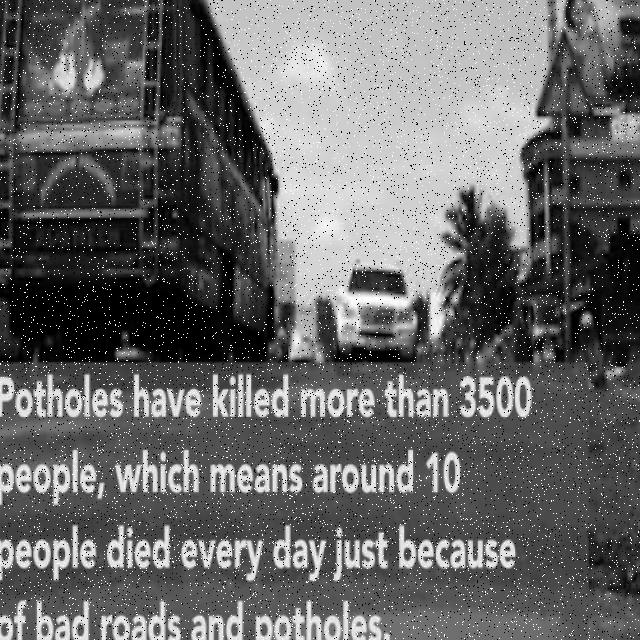 Potholes have killed more than 3500
people, which means around 10
people died every day just because
of bad roads and potholes.